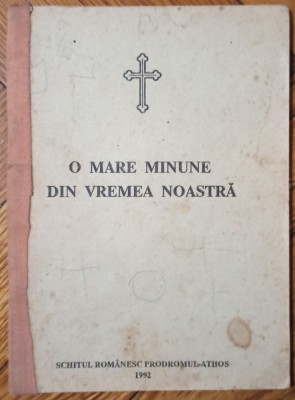 O MARE MINUNE
DIN VREMEA NOASTRĂ
SCHITUL ROMÂNESC PRODROMUL-ATHOS
1992